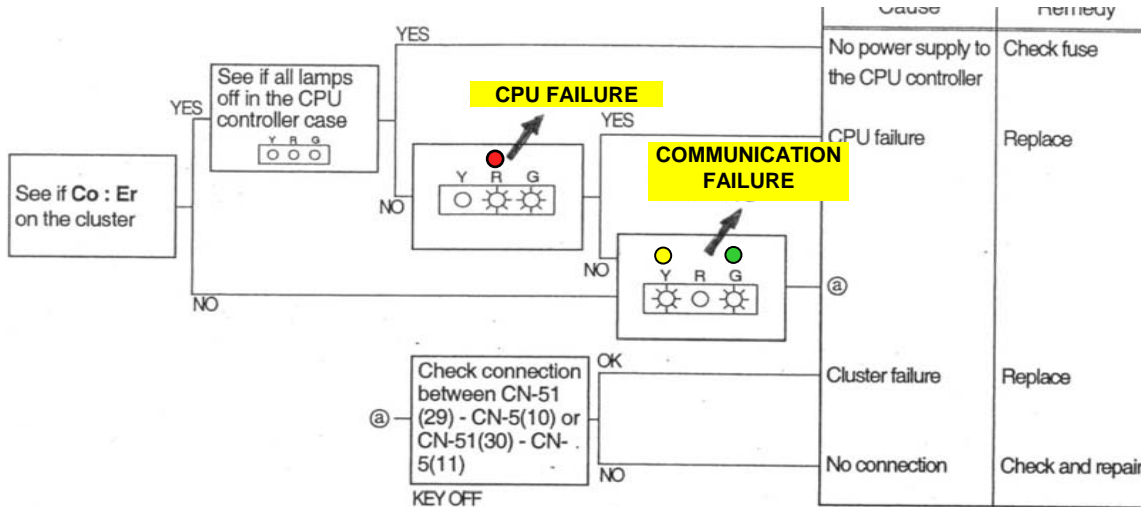 Cause Remedy
YES
No power supply to Check fuse
the CPU controller
See if all lamps
off in the CPU
controller case
Y R G
YES
CPU FAILURE
YES
CPU failure Replace
COMMUNICATION
FAILURE
Y R G
NO
See if Co : Er
on the cluster
NO
Y R G
ⓐ
NO
Check connection
between CN-51
(29) - CN-5(10) or
CN-51(30) - CN-
5(11)
ⓐ
OK
Cluster failure Replace
NO
No connection Check and repair
KEY OFF